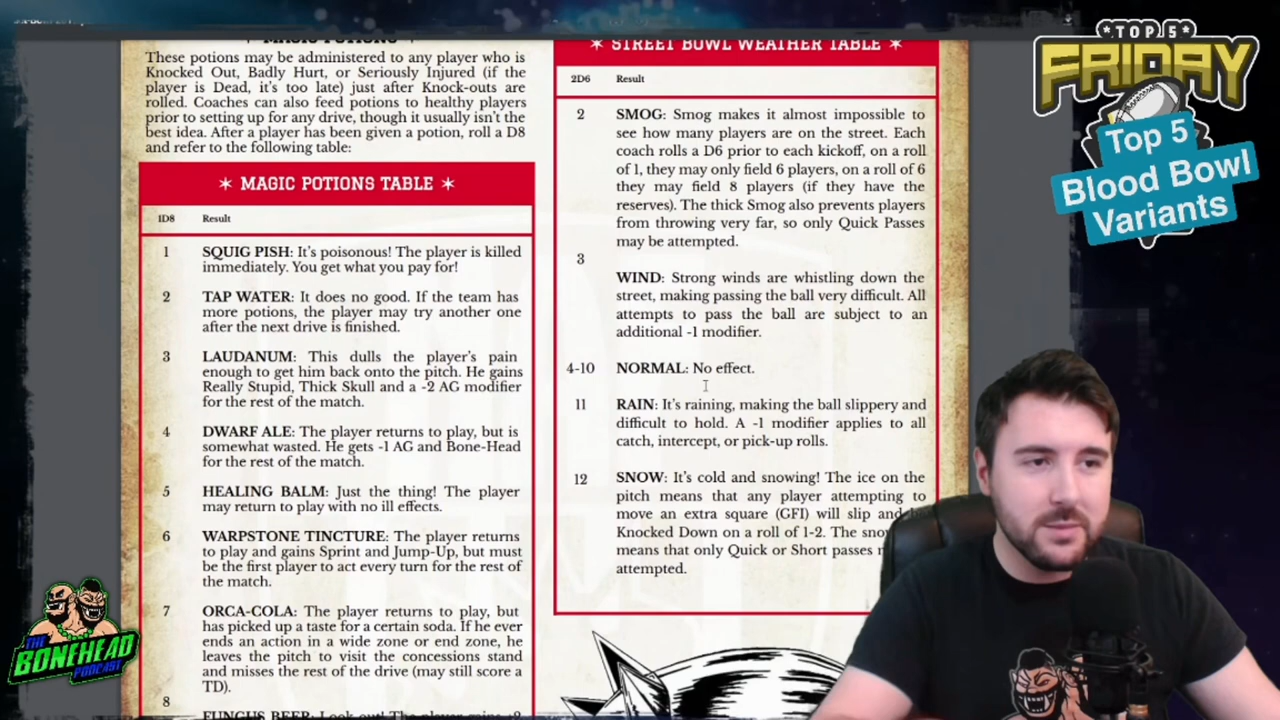 MAGIC POTIONS
These potions may be administered to any player who is
Knocked Out, Badly Hurt, or Seriously Injured (if the
player is Dead, it's too late) just after Knock-outs are
rolled. Coaches can also feed potions to healthy players
prior to setting up for any drive, though it usually isn't the
best idea. After a player has been given a potion, roll a D8
and refer to the following table:
MAGIC POTIONS TABLE
1D8 Result
1 SQUIG PISH: It's poisonous! The player is killed
immediately. You get what you pay for!
2 TAP WATER: It does no good. If the team has
more potions, the player may try another one
after the next drive is finished.
3 LAUDANUM: This dulls the player's pain
enough to get him back onto the pitch. He gains
Really Stupid, Thick Skull and a -2 AG modifier
for the rest of the match.
4 DWARF ALE: The player returns to play, but is
somewhat wasted. He gets -1 AG and Bone-Head
for the rest of the match.
5 HEALING BALM: Just the thing! The player
may return to play with no ill effects.
6 WARPSTONE TINCTURE: The player returns
to play and gains Sprint and Jump-Up, but must
be the first player to act every turn for the rest of
the match.
7 ORCA-COLA: The player returns to play, but
has picked up a taste for a certain soda. If he ever
ends an action in a wide zone or end zone, he
leaves the pitch to visit the concessions stand
and misses the rest of the drive (may still score a
TD).
8
FUNGUS BEER: Look out! The player
STREET BOWL WEATHER TABLE
2D6 Result
2 SMOG: Smog makes it almost impossible to
see how many players are on the street. Each
coach rolls a D6 prior to each kickoff, on a roll
of 1, they may only field 6 players, on a roll of 6
they may field 8 players (if they have the
reserves). The thick Smog also prevents players
from throwing very far, so only Quick Passes
may be attempted.
3
WIND: Strong winds are whistling down the
street, making passing the ball very difficult. All
attempts to pass the ball are subject to an
additional -1 modifier.
4-10 NORMAL: No effect.
11 RAIN: It's raining, making the ball slippery and
difficult to hold. A -1 modifier applies to all
catch, intercept, or pick-up rolls.
12 SNOW: It's cold and snowing! The ice on the
pitch means that any player attempting to
move an extra square (GFI) will slip and
Knocked Down on a roll of 1-2. The
means that only Quick or Short passes
attempted.
TOP 5
FRIDAY
Top 5
Blood Bowl
Variants
THE
BONEHEAD
PODCAST